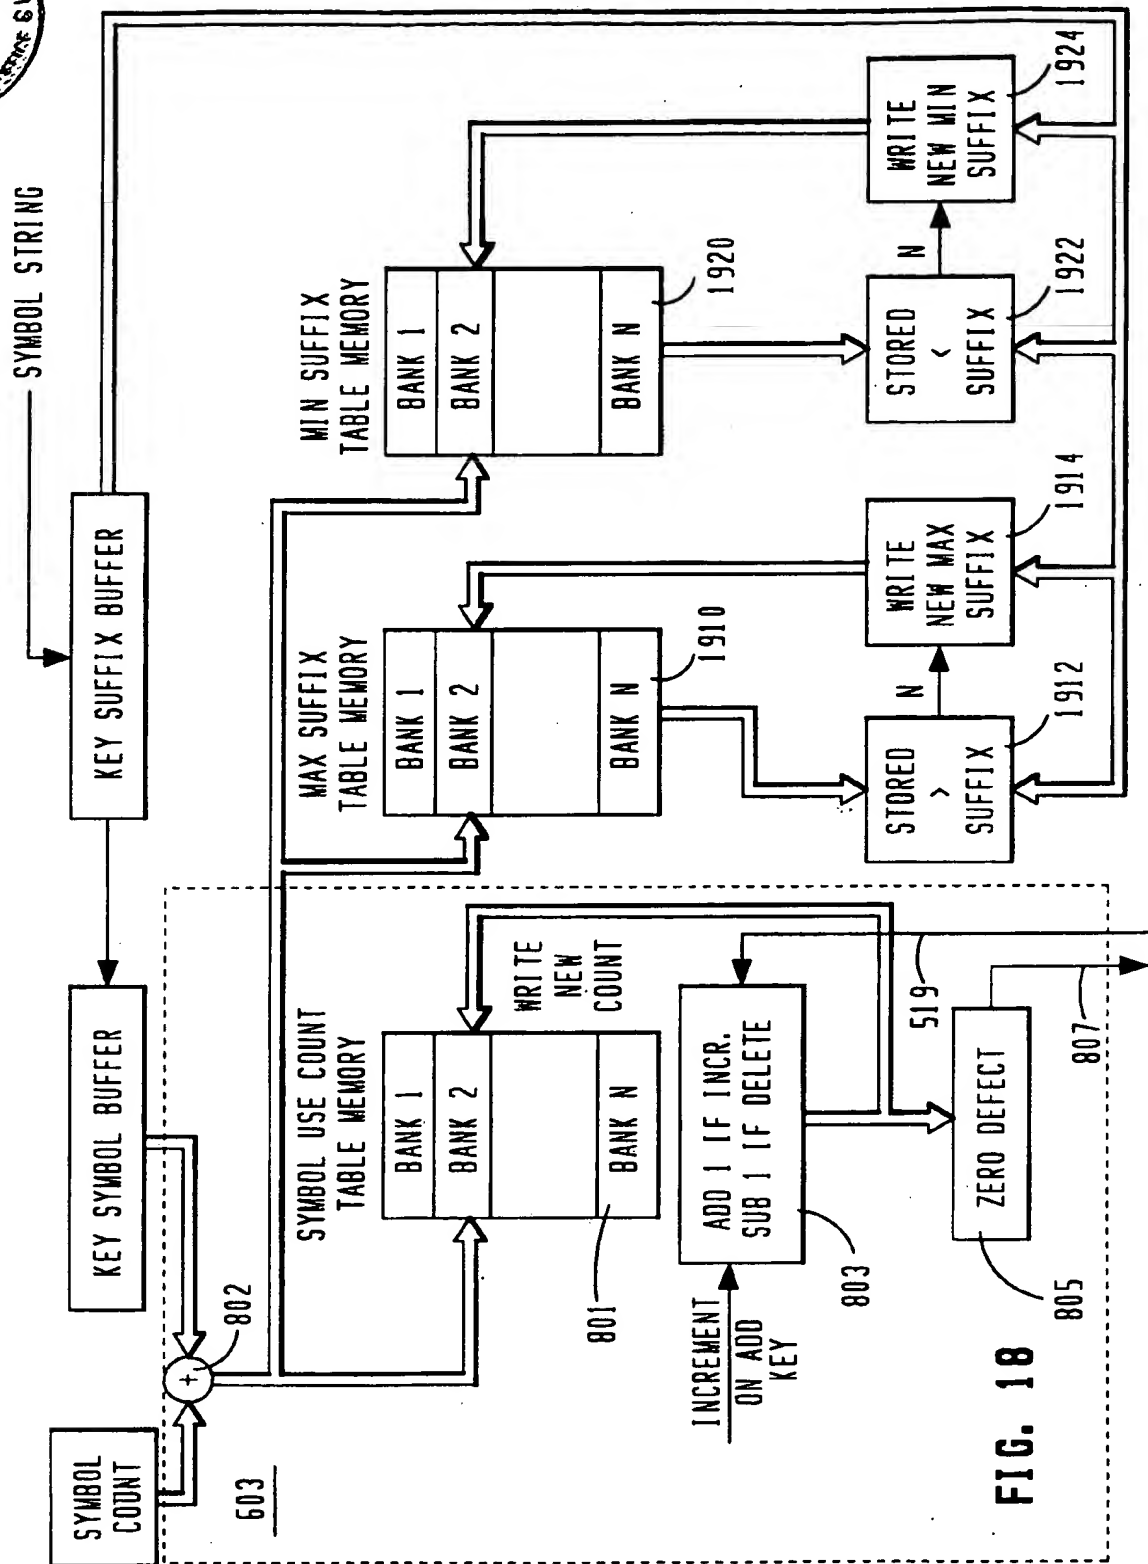 SYMBOL STRING
SYMBOL
COUNT
KEY SYMBOL BUFFER
KEY SUFFIX BUFFER
603
+
802
SYMBOL USE COUNT
TABLE MEMORY
BANK 1
BANK 2
BANK N
801
WRITE
NEW
COUNT
MAX SUFFIX
TABLE MEMORY
BANK 1
BANK 2
BANK N
1910
MIN SUFFIX
TABLE MEMORY
BANK 1
BANK 2
BANK N
1920
INCREMENT
ON ADD
KEY
ADD 1 IF INCR.
SUB 1 IF DELETE
803
519
ZERO DEFECT
805
807
STORED
>
SUFFIX
1912
N
WRITE
NEW MAX
SUFFIX
1914
STORED
<
SUFFIX
1922
N
WRITE
NEW MIN
SUFFIX
1924
FIG. 18